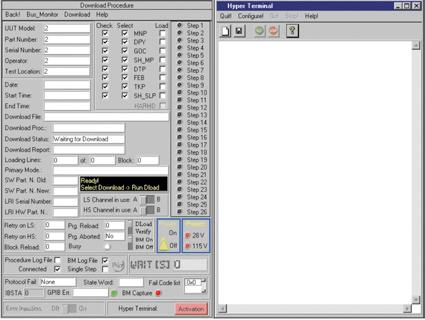 Download Procedure
Back! Bus_Monitor Download Help
UUT Model: 2
Part Number: 2
Serial Number: 2
Operator: 2
Test Location: 2
Date:
Start Time:
End Time:
Check Select Load
MNP
DPV
GOC
SH_MP
DTP
FEB
TKP
SH_SLP
HARMD
Download File:
Download Proc.:
Download Status: Waiting for Download
Download Report:
Loading Lines: 0 of: 0 Block: 0
Primary Mode.:
SW Part. N. Old:
SW Part. N. New:
LRI Serial Number
LRI HW Part. N.:
Ready!
Select Download -> Run Dload
LS Channel in use: A B
HS Channel in use: A B
Step 1
Step 2
Step 3
Step 4
Step 5
Step 6
Step 7
Step 8
Step 9
Step 10
Step 11
Step 12
Step 13
Step 14
Step 15
Step 16
Step 17
Step 18
Step 19
Step 20
Step 21
Step 22
Step 23
Step 24
Step 25
Step 26
Retry on LS: 0 Prg. Reload: 0
Retry on HS: 0 Prg. Aborted: No
Block Reload: 0 Busy
DLoad
Verify
BM On
BM Off
On
Off
28 V
115 V
Procedure Log File BM Log File
Connected Single Step
WAIT [S] 0
Protocol Fail: None State Word: Fail Code list 0x0
IBSTA 0 GPIB Err. BM Capture
Off On Hyper Terminal: Activation
Hyper Terminal
Quit! Configure! Stop! Help!